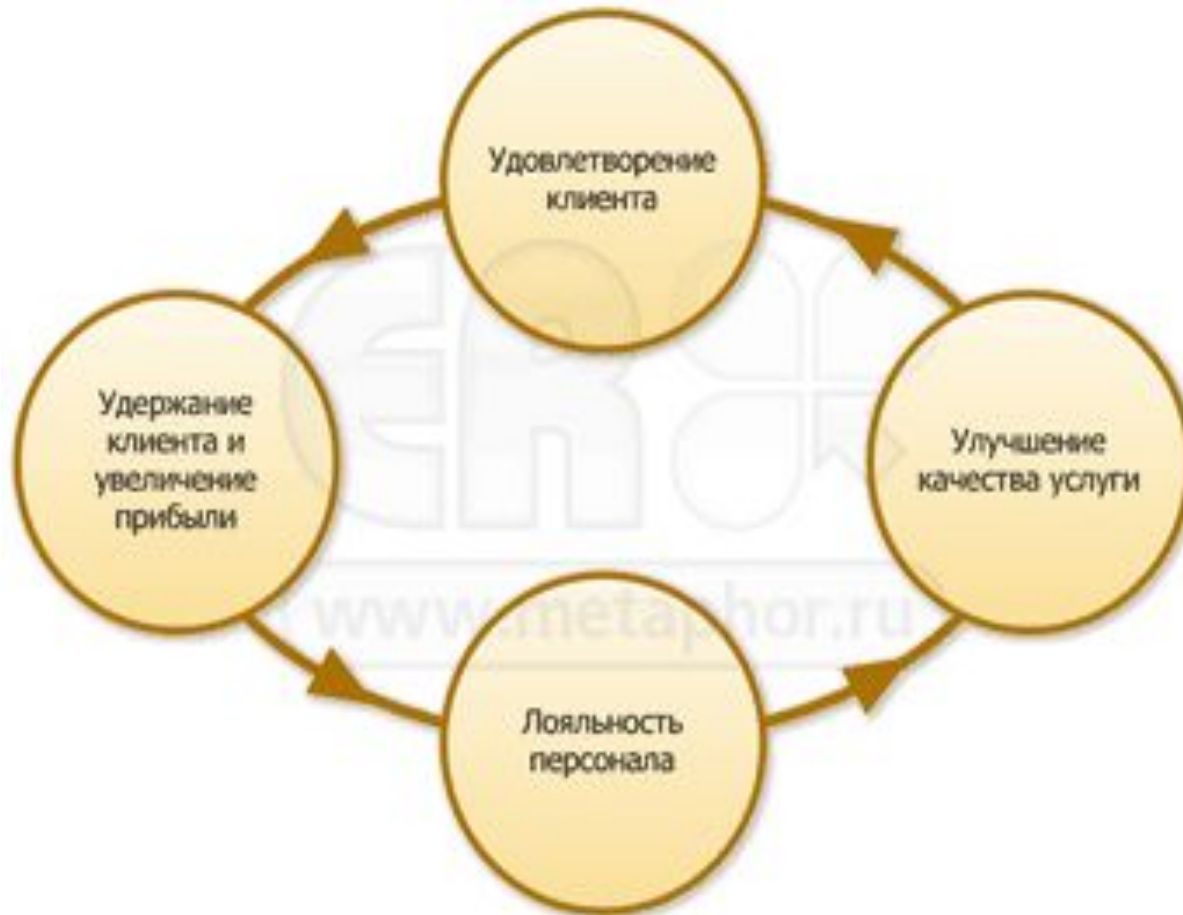 Удовлетворение
клиента
Удержание
клиента и
увеличение
прибыли
Улучшение
качества услуги
www.metaphor.ru
Лояльность
персонала